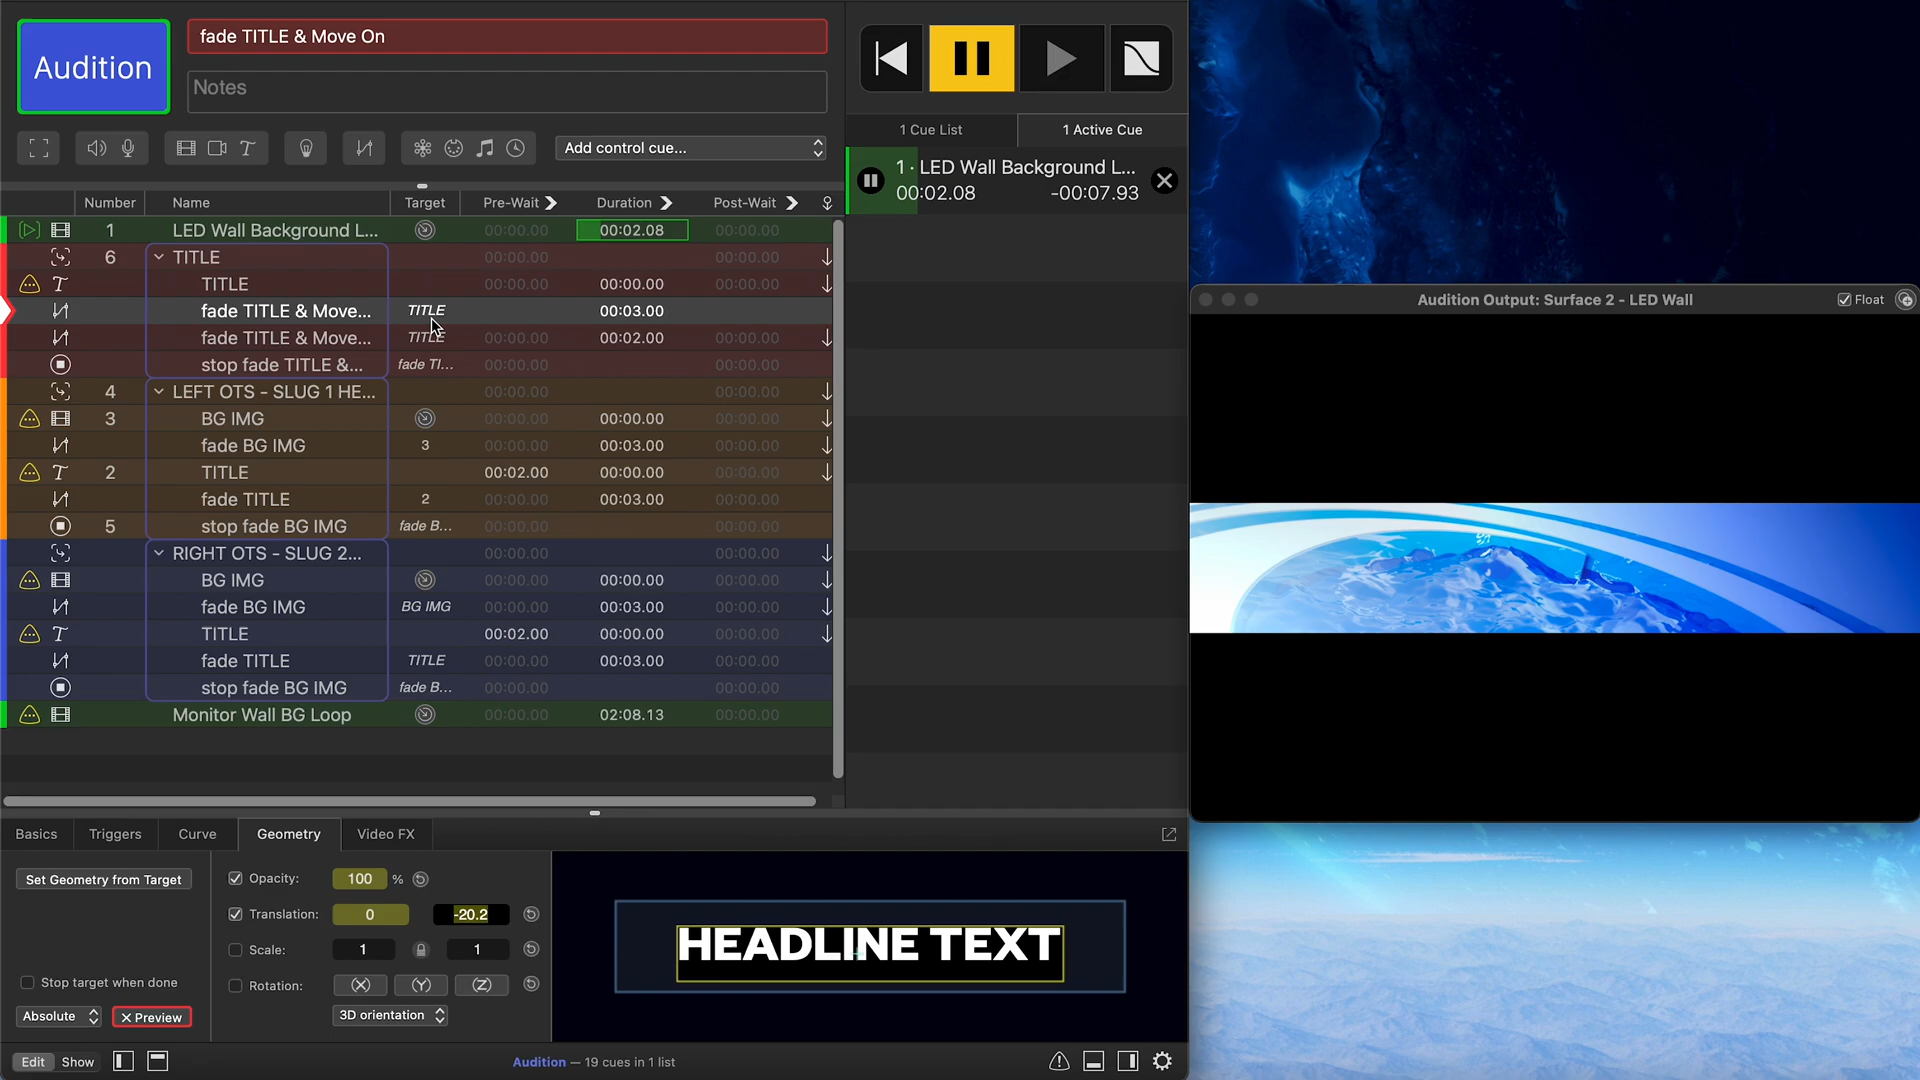 Audition
fade TITLE & Move On
Notes
Add control cue...
1 Cue List
1 Active Cue
1 · LED Wall Background L...
00:02.08 -00:07.93
Number Name Target Pre-Wait Duration Post-Wait
1 LED Wall Background L... 00:00.00 00:02.08 00:00.00
6 TITLE 00:00.00 00:00.00
TITLE 00:00.00 00:00.00 00:00.00
fade TITLE & Move... TITLE 00:03.00
fade TITLE & Move... TITLE 00:00.00 00:02.00 00:00.00
stop fade TITLE &... fade TI... 00:00.00 00:00.00
4 LEFT OTS - SLUG 1 HE... 00:00.00 00:00.00
3 BG IMG 00:00.00 00:00.00 00:00.00
fade BG IMG 3 00:00.00 00:03.00 00:00.00
2 TITLE 00:02.00 00:00.00 00:00.00
fade TITLE 2 00:00.00 00:03.00 00:00.00
5 stop fade BG IMG fade B... 00:00.00 00:00.00
RIGHT OTS - SLUG 2... 00:00.00 00:00.00
BG IMG 00:00.00 00:00.00 00:00.00
fade BG IMG BG IMG 00:00.00 00:03.00 00:00.00
TITLE 00:02.00 00:00.00 00:00.00
fade TITLE TITLE 00:00.00 00:03.00 00:00.00
stop fade BG IMG fade B... 00:00.00 00:00.00
Monitor Wall BG Loop 00:00.00 02:08.13 00:00.00
Audition Output: Surface 2 - LED Wall
Float
Basics Triggers Curve Geometry Video FX
Set Geometry from Target
Opacity: 100 %
Translation: 0 -20.2
Scale: 1 1
Stop target when done
Rotation: (X) (Y) (Z)
Absolute
Preview
3D orientation
HEADLINE TEXT
Edit Show
Audition — 19 cues in 1 list